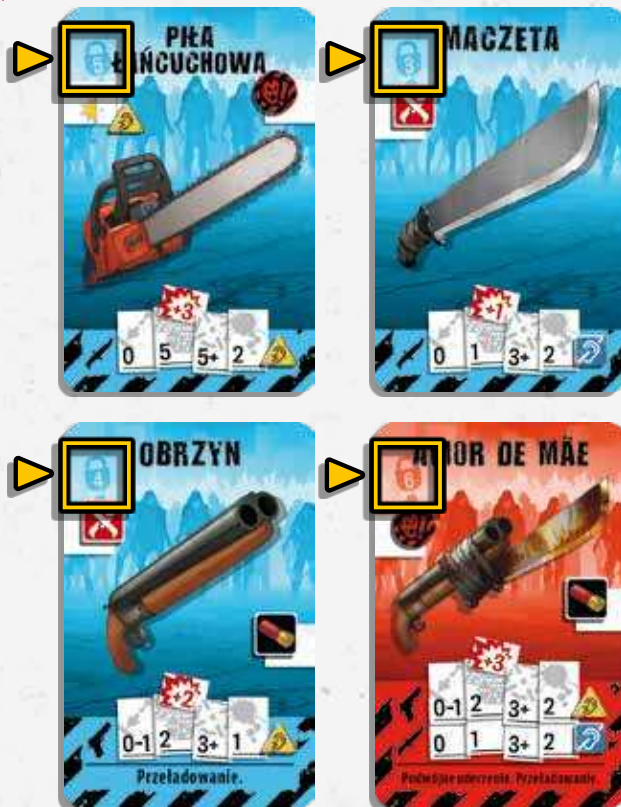 5
PIŁA
ŁAŃCUCHOWA
+3
0 5 5+ 2
3
MACZETA
+1
0 1 3+ 2
4
OBRZYN
+2
0-1 2 3+ 1
Przeładowanie.
6
AMOR DE MÃE
+3
0-1 2 3+ 2
0 1 3+ 2
Podwójne uderzenie. Przeładowanie.